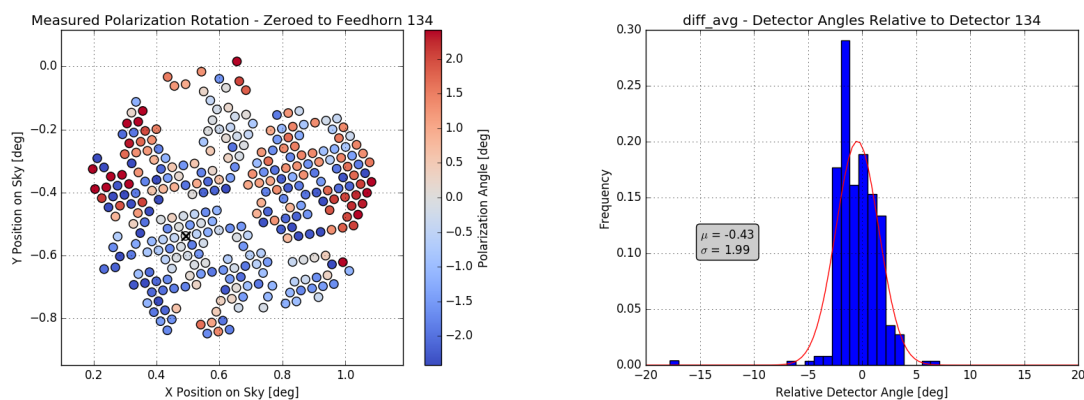 Measured Polarization Rotation - Zeroed to Feedhorn 134
0.0
−0.2
−0.4
−0.6
−0.8
Y Position on Sky [deg]
0.2 0.4 0.6 0.8 1.0
X Position on Sky [deg]
2.0
1.5
1.0
0.5
0.0
−0.5
−1.0
−1.5
−2.0
Polarization Angle [deg]
diff_avg - Detector Angles Relative to Detector 134
0.30
0.25
0.20
0.15
0.10
0.05
0.00
Frequency
μ = -0.43
σ = 1.99
−20 −15 −10 −5 0 5 10 15 20
Relative Detector Angle [deg]